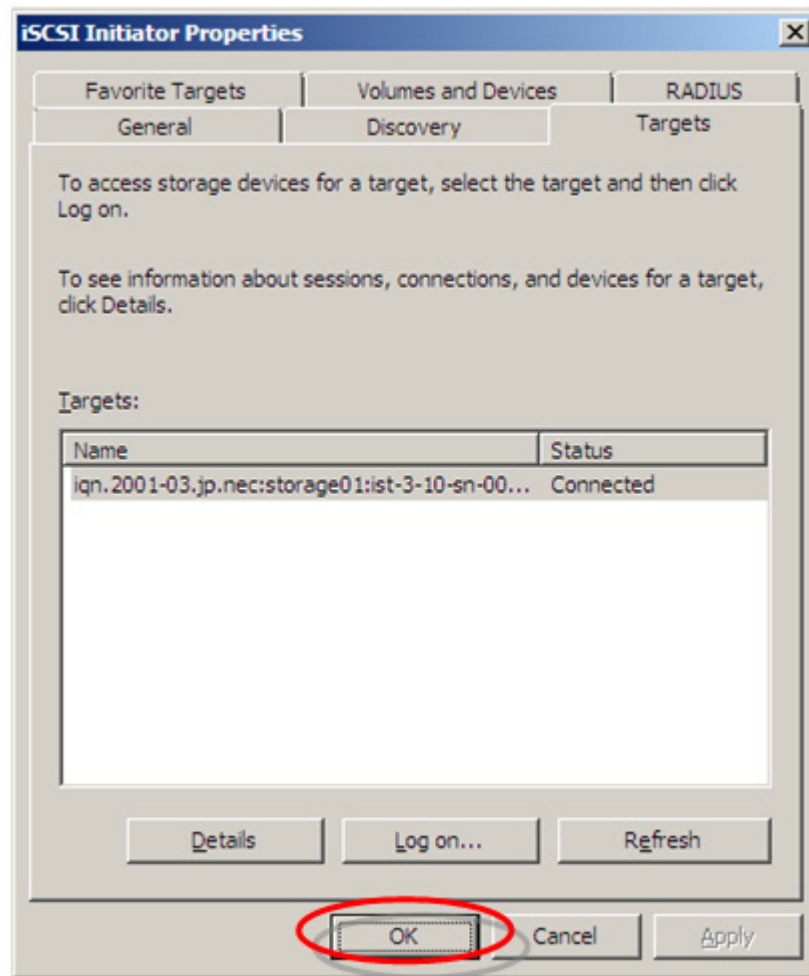 iSCSI Initiator Properties
Favorite Targets Volumes and Devices RADIUS
General Discovery Targets
To access storage devices for a target, select the target and then click
Log on.
To see information about sessions, connections, and devices for a target,
click Details.
Targets:
Name Status
iqn.2001-03.jp.nec:storage01:ist-3-10-sn-00... Connected
Details Log on... Refresh
OK Cancel Apply